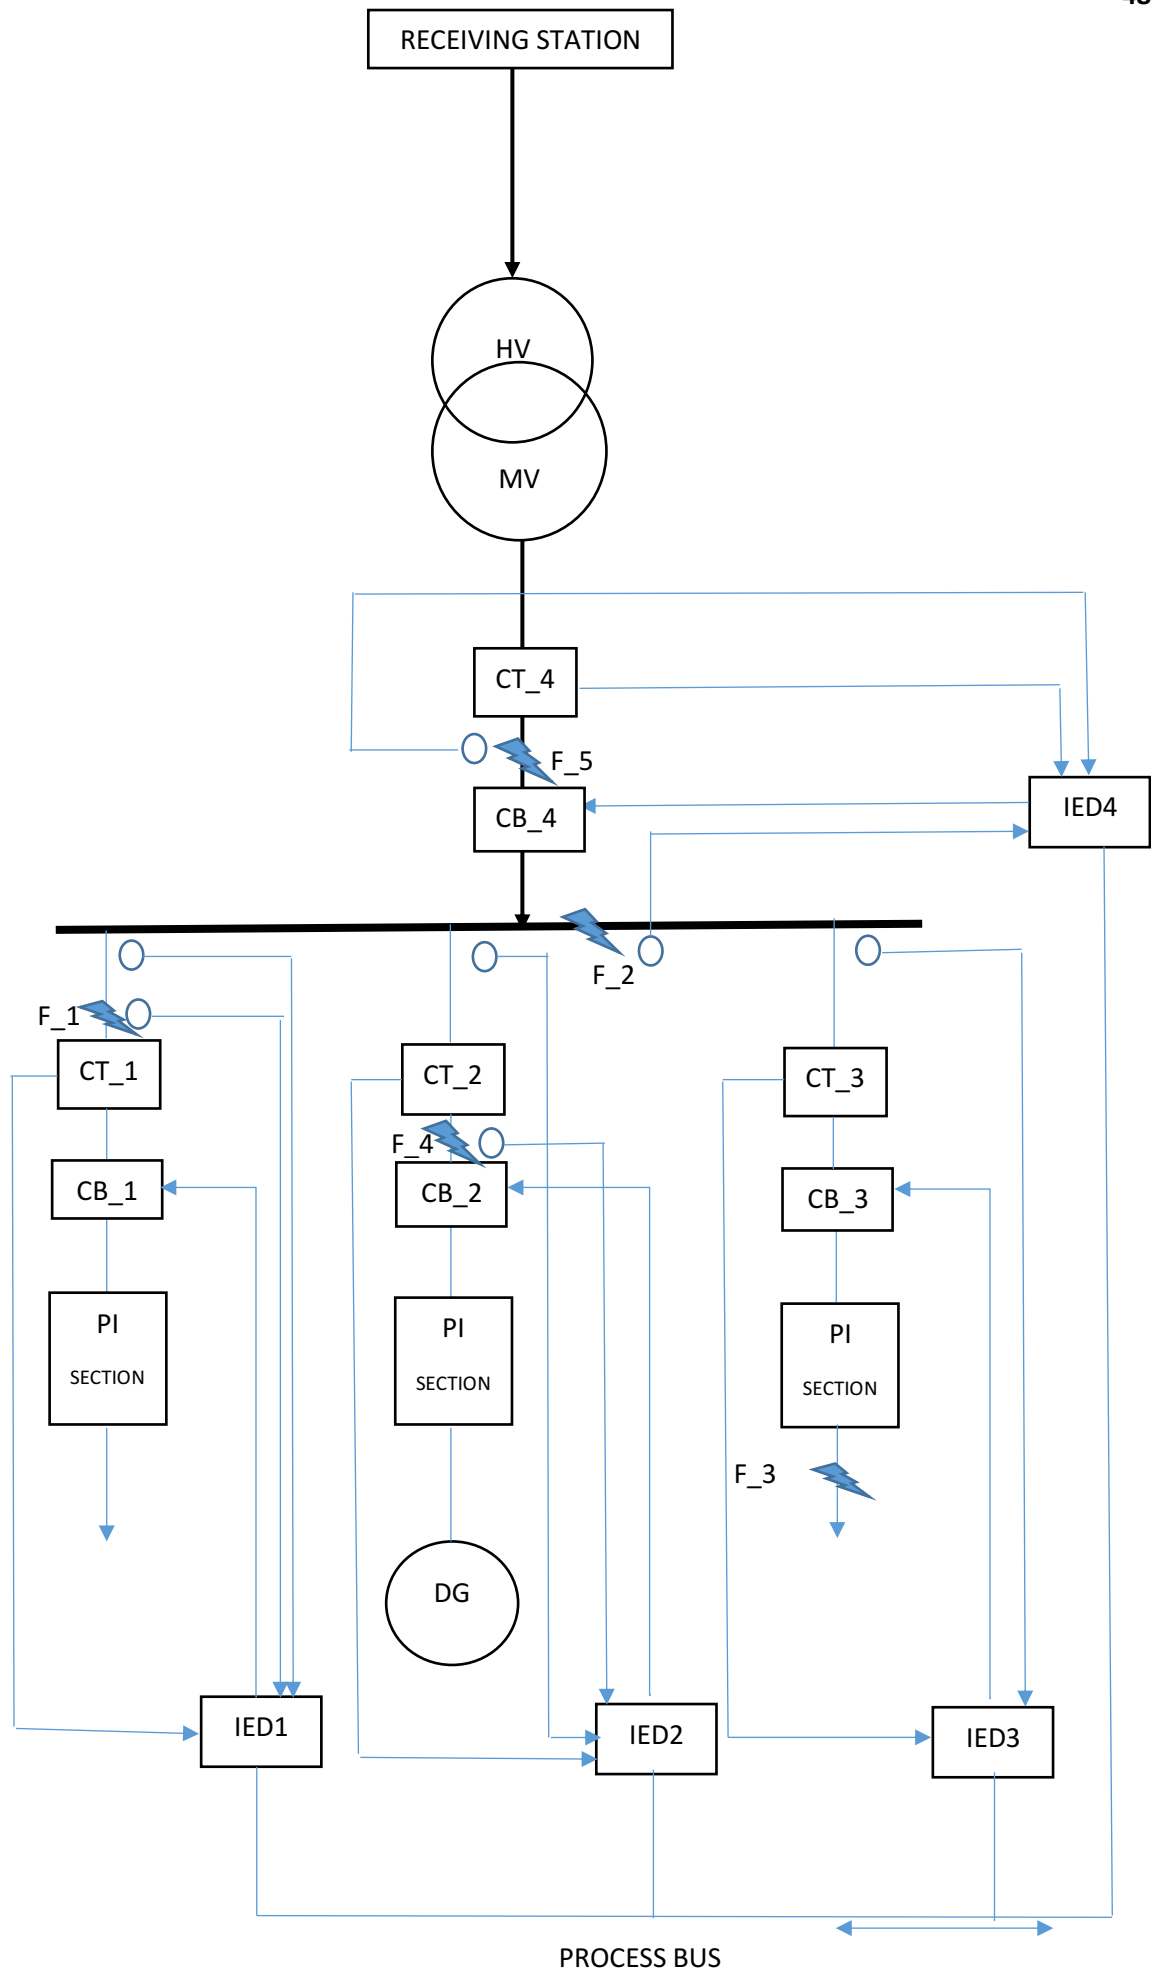 RECEIVING STATION
HV
MV
CT_4
F_5
CB_4
IED4
F_2
F_1
CT_1
CT_2
CT_3
F_4
CB_1
CB_2
CB_3
PI
SECTION
PI
SECTION
PI
SECTION
F_3
DG
IED1
IED2
IED3
PROCESS BUS